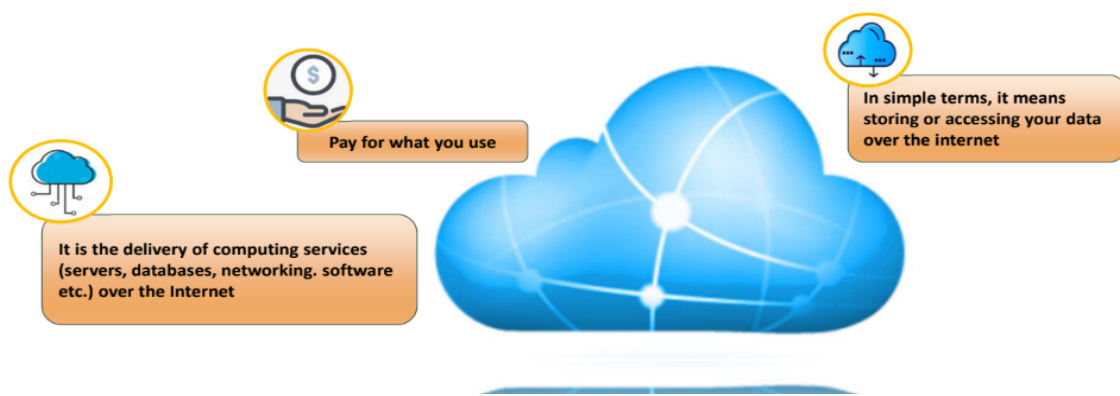 It is the delivery of computing services
(servers, databases, networking. software
etc.) over the Internet
$
Pay for what you use
In simple terms, it means
storing or accessing your data
over the internet